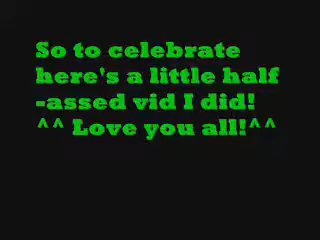 So to celebrate
here's a little half
-assed vid I did!
^^ Love you all!^^